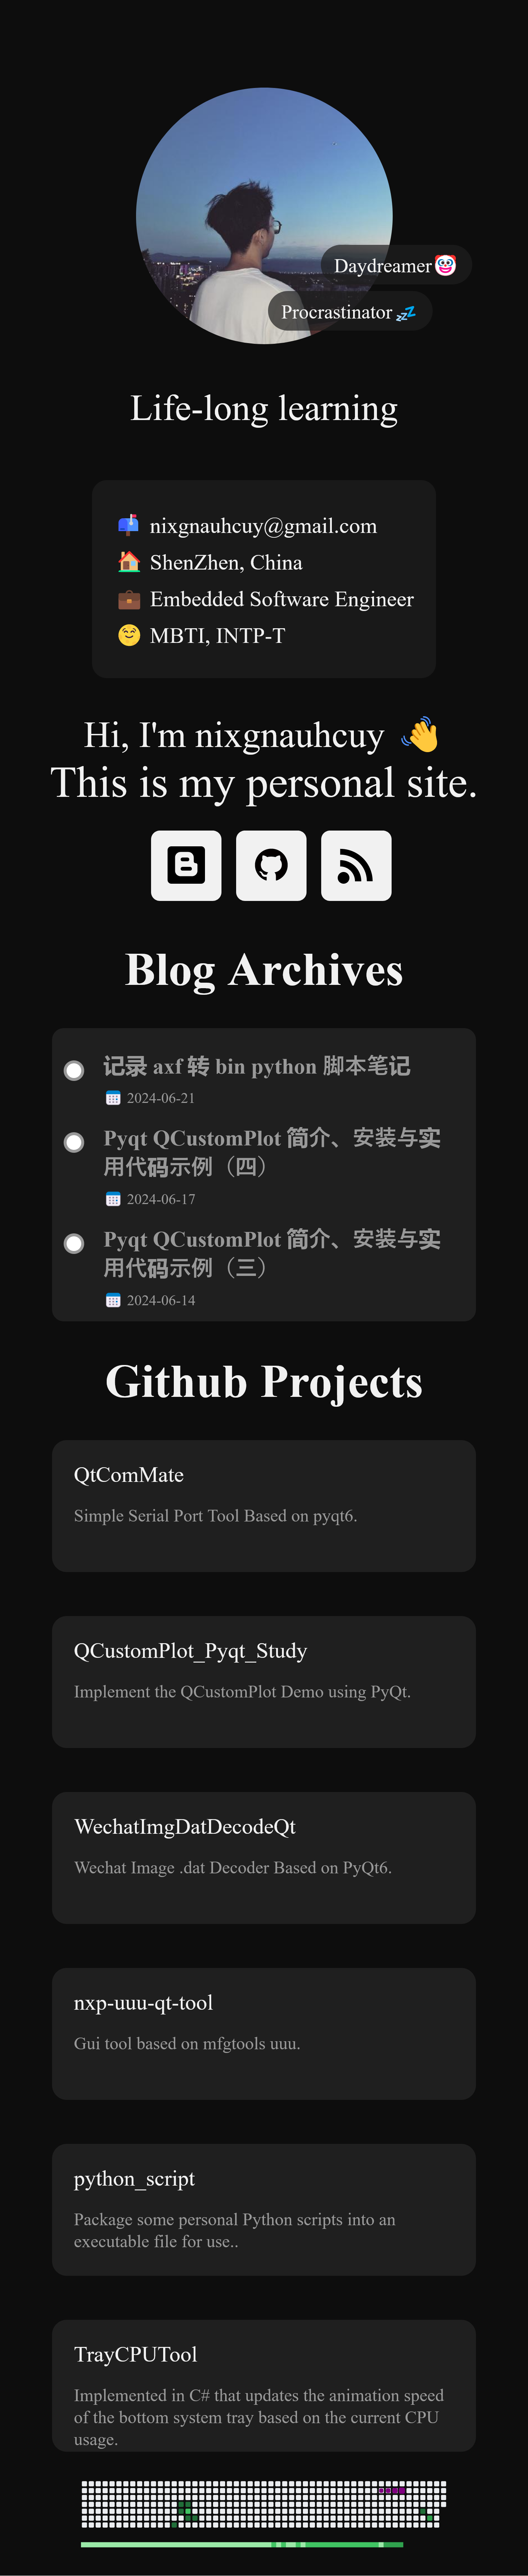 Daydreamer
Procrastinator
Life-long learning
nixgnauhcuy@gmail.com
ShenZhen, China
Embedded Software Engineer
MBTI, INTP-T
Hi, I'm nixgnauhcuy
This is my personal site.
Blog Archives
记录 axf 转 bin python 脚本笔记
2024-06-21
Pyqt QCustomPlot 简介、安装与实
用代码示例（四）
2024-06-17
Pyqt QCustomPlot 简介、安装与实
用代码示例（三）
2024-06-14
Github Projects
QtComMate
Simple Serial Port Tool Based on pyqt6.
QCustomPlot_Pyqt_Study
Implement the QCustomPlot Demo using PyQt.
WechatImgDatDecodeQt
Wechat Image .dat Decoder Based on PyQt6.
nxp-uuu-qt-tool
Gui tool based on mfgtools uuu.
python_script
Package some personal Python scripts into an
executable file for use..
TrayCPUTool
Implemented in C# that updates the animation speed
of the bottom system tray based on the current CPU
usage.